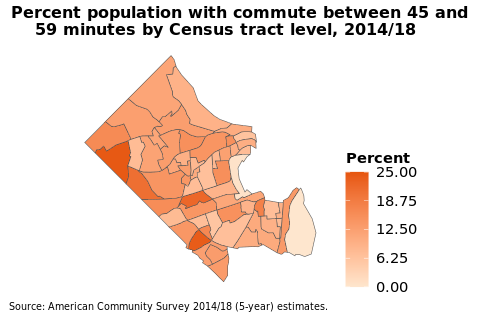 Percent population with commute between 45 and
59 minutes by Census tract level, 2014/18
Percent
25.00
18.75
12.50
6.25
0.00
Source: American Community Survey 2014/18 (5-year) estimates.